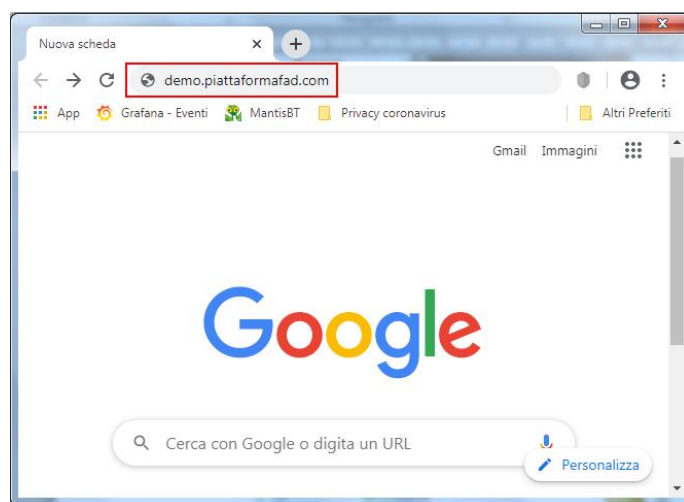 Nuova scheda
demo.piattaformafad.com
App Grafana - Eventi MantisBT Privacy coronavirus Altri Preferiti
Gmail Immagini
Google
Cerca con Google o digita un URL
Personalizza